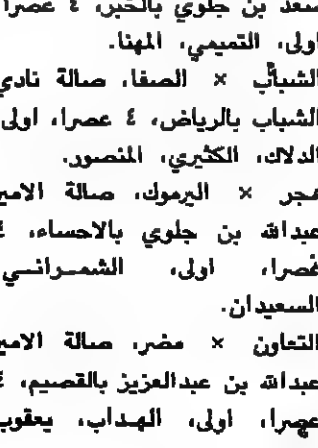 سعد بن جلوي بالخبر، ٤ عصرا،
اولى، التميمي، المهنا.
الشباب × الصفا، صالة نادي
الشباب بالرياض، ٤ عصرا، اولى،
الدلاك، الكثيري، المنصور.
هجر × اليرموك، صالة الامير
عبدالله بن جلوي بالاحساء، ٤
عصرا، اولى، الشمرانسي
السعيدان.
التعاون × مضر، صالة الامير
عبدالله بن عبدالعزيز بالقصيم، ٤
عصرا، اولى، الهداب، يعقوب